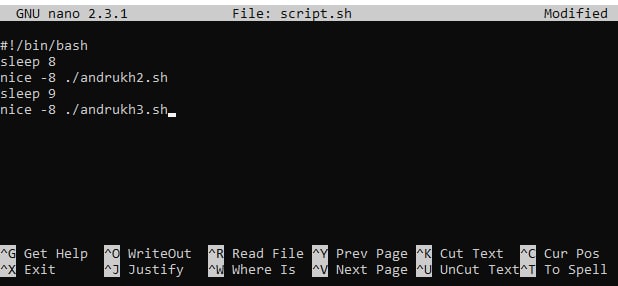 GNU nano 2.3.1 File: script.sh Modified
#!/bin/bash
sleep 8
nice -8 ./andrukh2.sh
sleep 9
nice -8 ./andrukh3.sh
^G Get Help ^O WriteOut ^R Read File ^Y Prev Page ^K Cut Text ^C Cur Pos
^X Exit ^J Justify ^W Where Is ^V Next Page ^U UnCut Text ^T To Spell